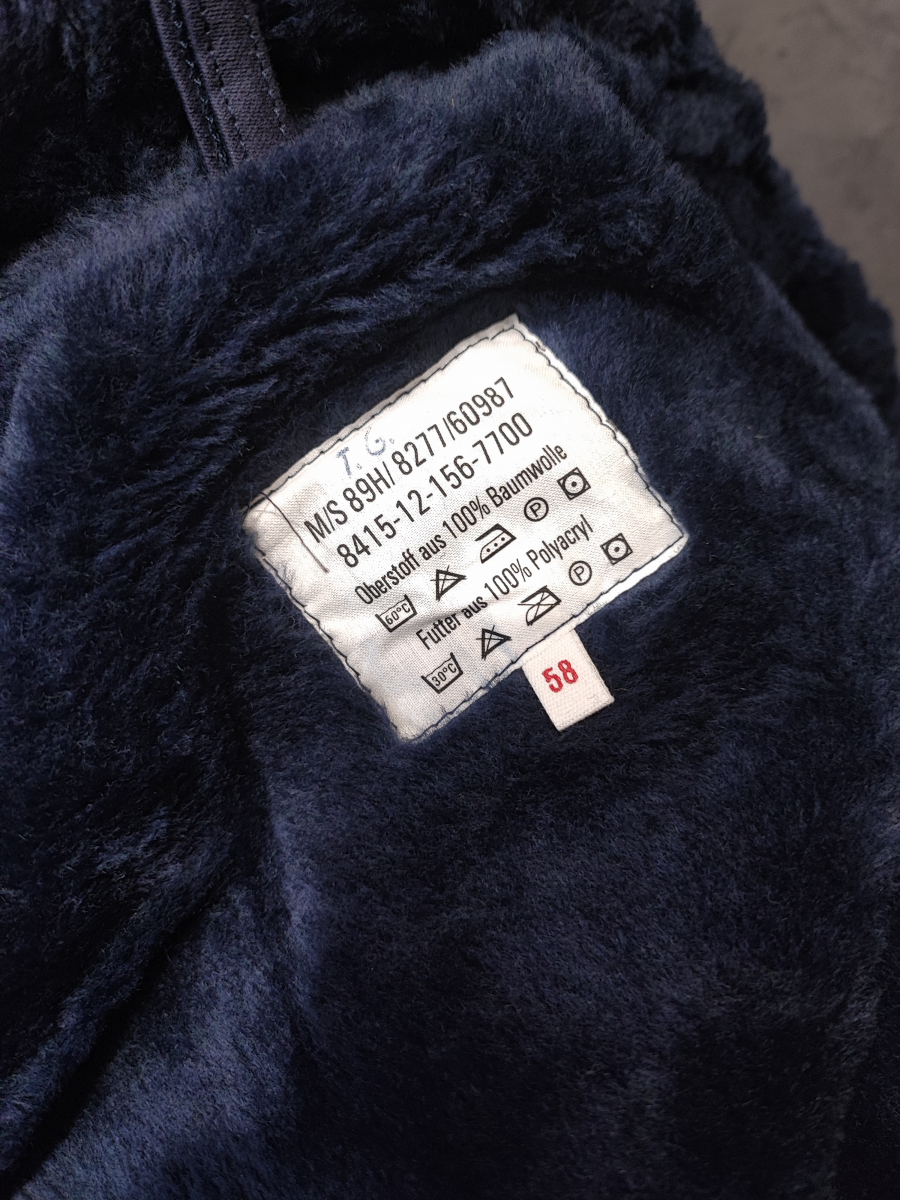 T.G.
M/S 89H/8277/60987
8415-12-156-7700
Oberstoff aus 100% Baumwolle
60°C P
Futter aus 100% Polyacryl
30°C P
58